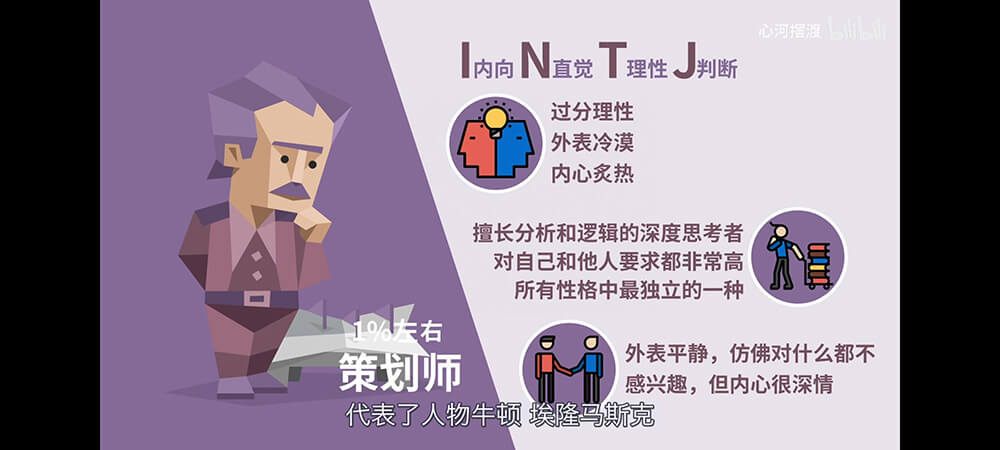 心河摆渡 bilibili
I内向 N直觉 T理性 J判断
过分理性
外表冷漠
内心炙热
擅长分析和逻辑的深度思考者
对自己和他人要求都非常高
所有性格中最独立的一种
1%左右
策划师
外表平静，仿佛对什么都不
感兴趣，但内心很深情
代表了人物牛顿 埃隆马斯克